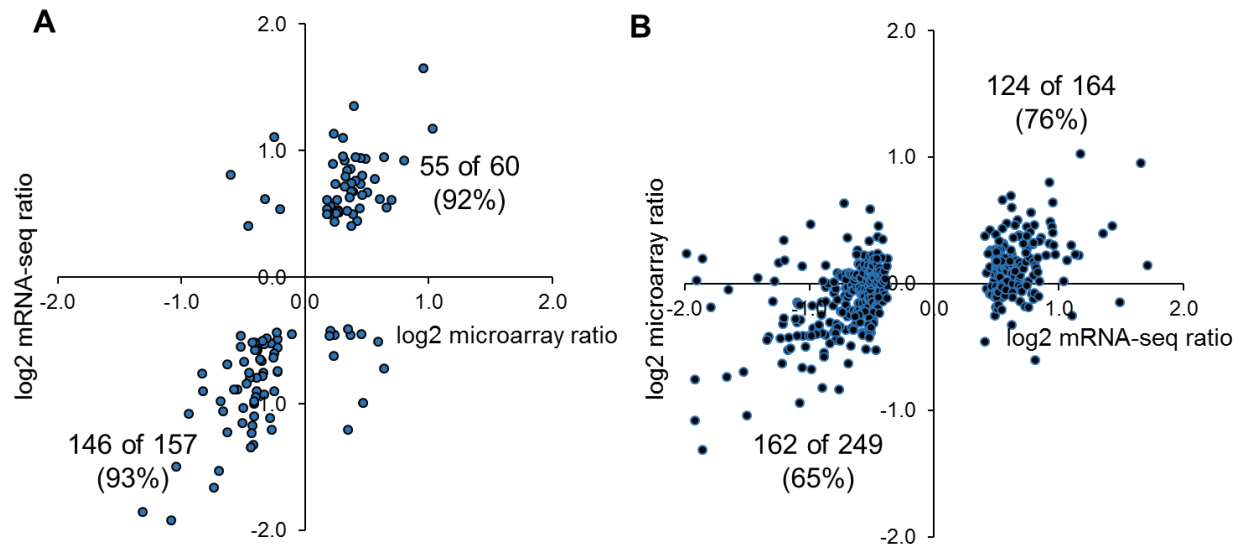 A
2.0
1.0
0.0
-1.0
-2.0
-2.0
-1.0
0.0
1.0
2.0
log2 mRNA-seq ratio
log2 microarray ratio
55 of 60
(92%)
146 of 157
(93%)
B
2.0
1.0
0.0
-1.0
-2.0
-2.0
-1.0
0.0
1.0
2.0
log2 microarray ratio
log2 mRNA-seq ratio
124 of 164
(76%)
162 of 249
(65%)